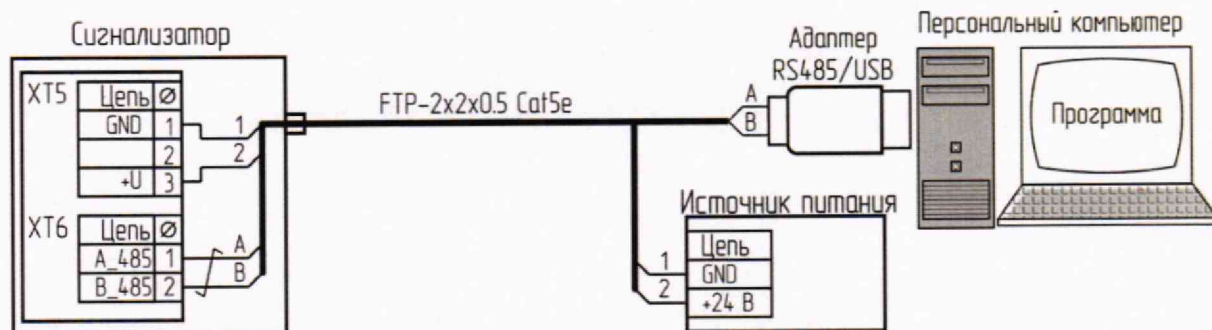 Сигнализатор
XT5
Цепь Ø
GND 1
2
+U 3
1
2
XT6
Цепь Ø
A_485 1
B_485 2
A
B
FTP-2x2x0.5 Cat5e
A
B
Адаптер
RS485/USB
Персональный компьютер
Программа
Источник питания
Цепь
1 GND
2 +24 В